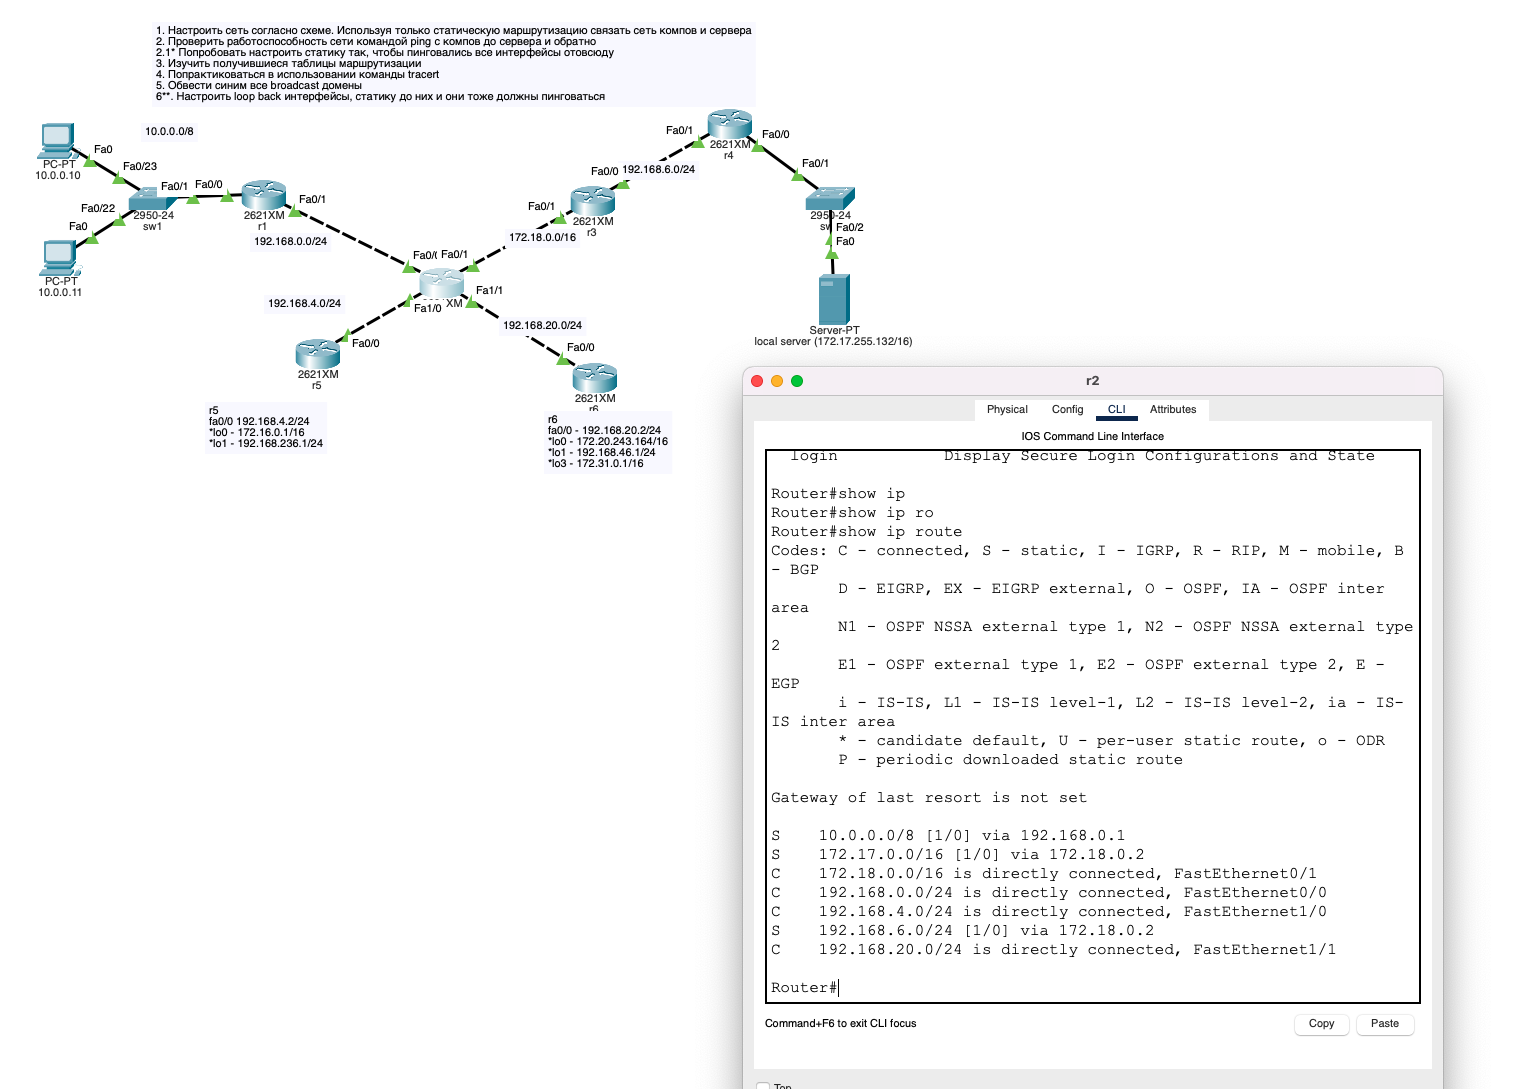 1. Настроить сеть согласно схеме. Используя только статическую маршрутизацию связать сеть компов и сервера
2. Проверить работоспособность сети командой ping с компов до сервера и обратно
2.1* Попробовать настроить статику так, чтобы пинговались все интерфейсы отовсюду
3. Изучить получившиеся таблицы маршрутизации
4. Попрактиковаться в использовании команды tracert
5. Обвести синим все broadcast домены
6**. Настроить loop back интерфейсы, статику до них и они тоже должны пинговаться
10.0.0.0/8
Fa0
PC-PT
10.0.0.10
Fa0/23
Fa0/1
Fa0/0
2950-24
sw1
Fa0/22
Fa0
PC-PT
10.0.0.11
2621XM
r1
Fa0/1
192.168.0.0/24
Fa0/1
2621XM
r4
Fa0/0
Fa0/0
192.168.6.0/24
Fa0/1
2621XM
r3
172.18.0.0/16
Fa0/1
2950-24
Fa0/2
Fa0
Server-PT
local server (172.17.255.132/16)
Fa0/1
XM
Fa1/0
Fa1/1
192.168.4.0/24
Fa0/0
2621XM
r5
192.168.20.0/24
Fa0/0
2621XM
r6
r5
fa0/0 192.168.4.2/24
*lo0 - 172.16.0.1/16
*lo1 - 192.168.236.1/24
r6
fa0/0 - 192.168.20.2/24
*lo0 - 172.20.243.164/16
*lo1 - 192.168.46.1/24
*lo3 - 172.31.0.1/16
r2
Physical Config CLI Attributes
IOS Command Line Interface
login Display Secure Login Configurations and State
Router#show ip
Router#show ip ro
Router#show ip route
Codes: C - connected, S - static, I - IGRP, R - RIP, M - mobile, B
- BGP
D - EIGRP, EX - EIGRP external, O - OSPF, IA - OSPF inter
area
N1 - OSPF NSSA external type 1, N2 - OSPF NSSA external type
2
E1 - OSPF external type 1, E2 - OSPF external type 2, E -
EGP
i - IS-IS, L1 - IS-IS level-1, L2 - IS-IS level-2, ia - IS-
IS inter area
* - candidate default, U - per-user static route, o - ODR
P - periodic downloaded static route
Gateway of last resort is not set
S 10.0.0.0/8 [1/0] via 192.168.0.1
S 172.17.0.0/16 [1/0] via 172.18.0.2
C 172.18.0.0/16 is directly connected, FastEthernet0/1
C 192.168.0.0/24 is directly connected, FastEthernet0/0
C 192.168.4.0/24 is directly connected, FastEthernet1/0
S 192.168.6.0/24 [1/0] via 172.18.0.2
C 192.168.20.0/24 is directly connected, FastEthernet1/1
Router#
Command+F6 to exit CLI focus
Copy
Paste
Top